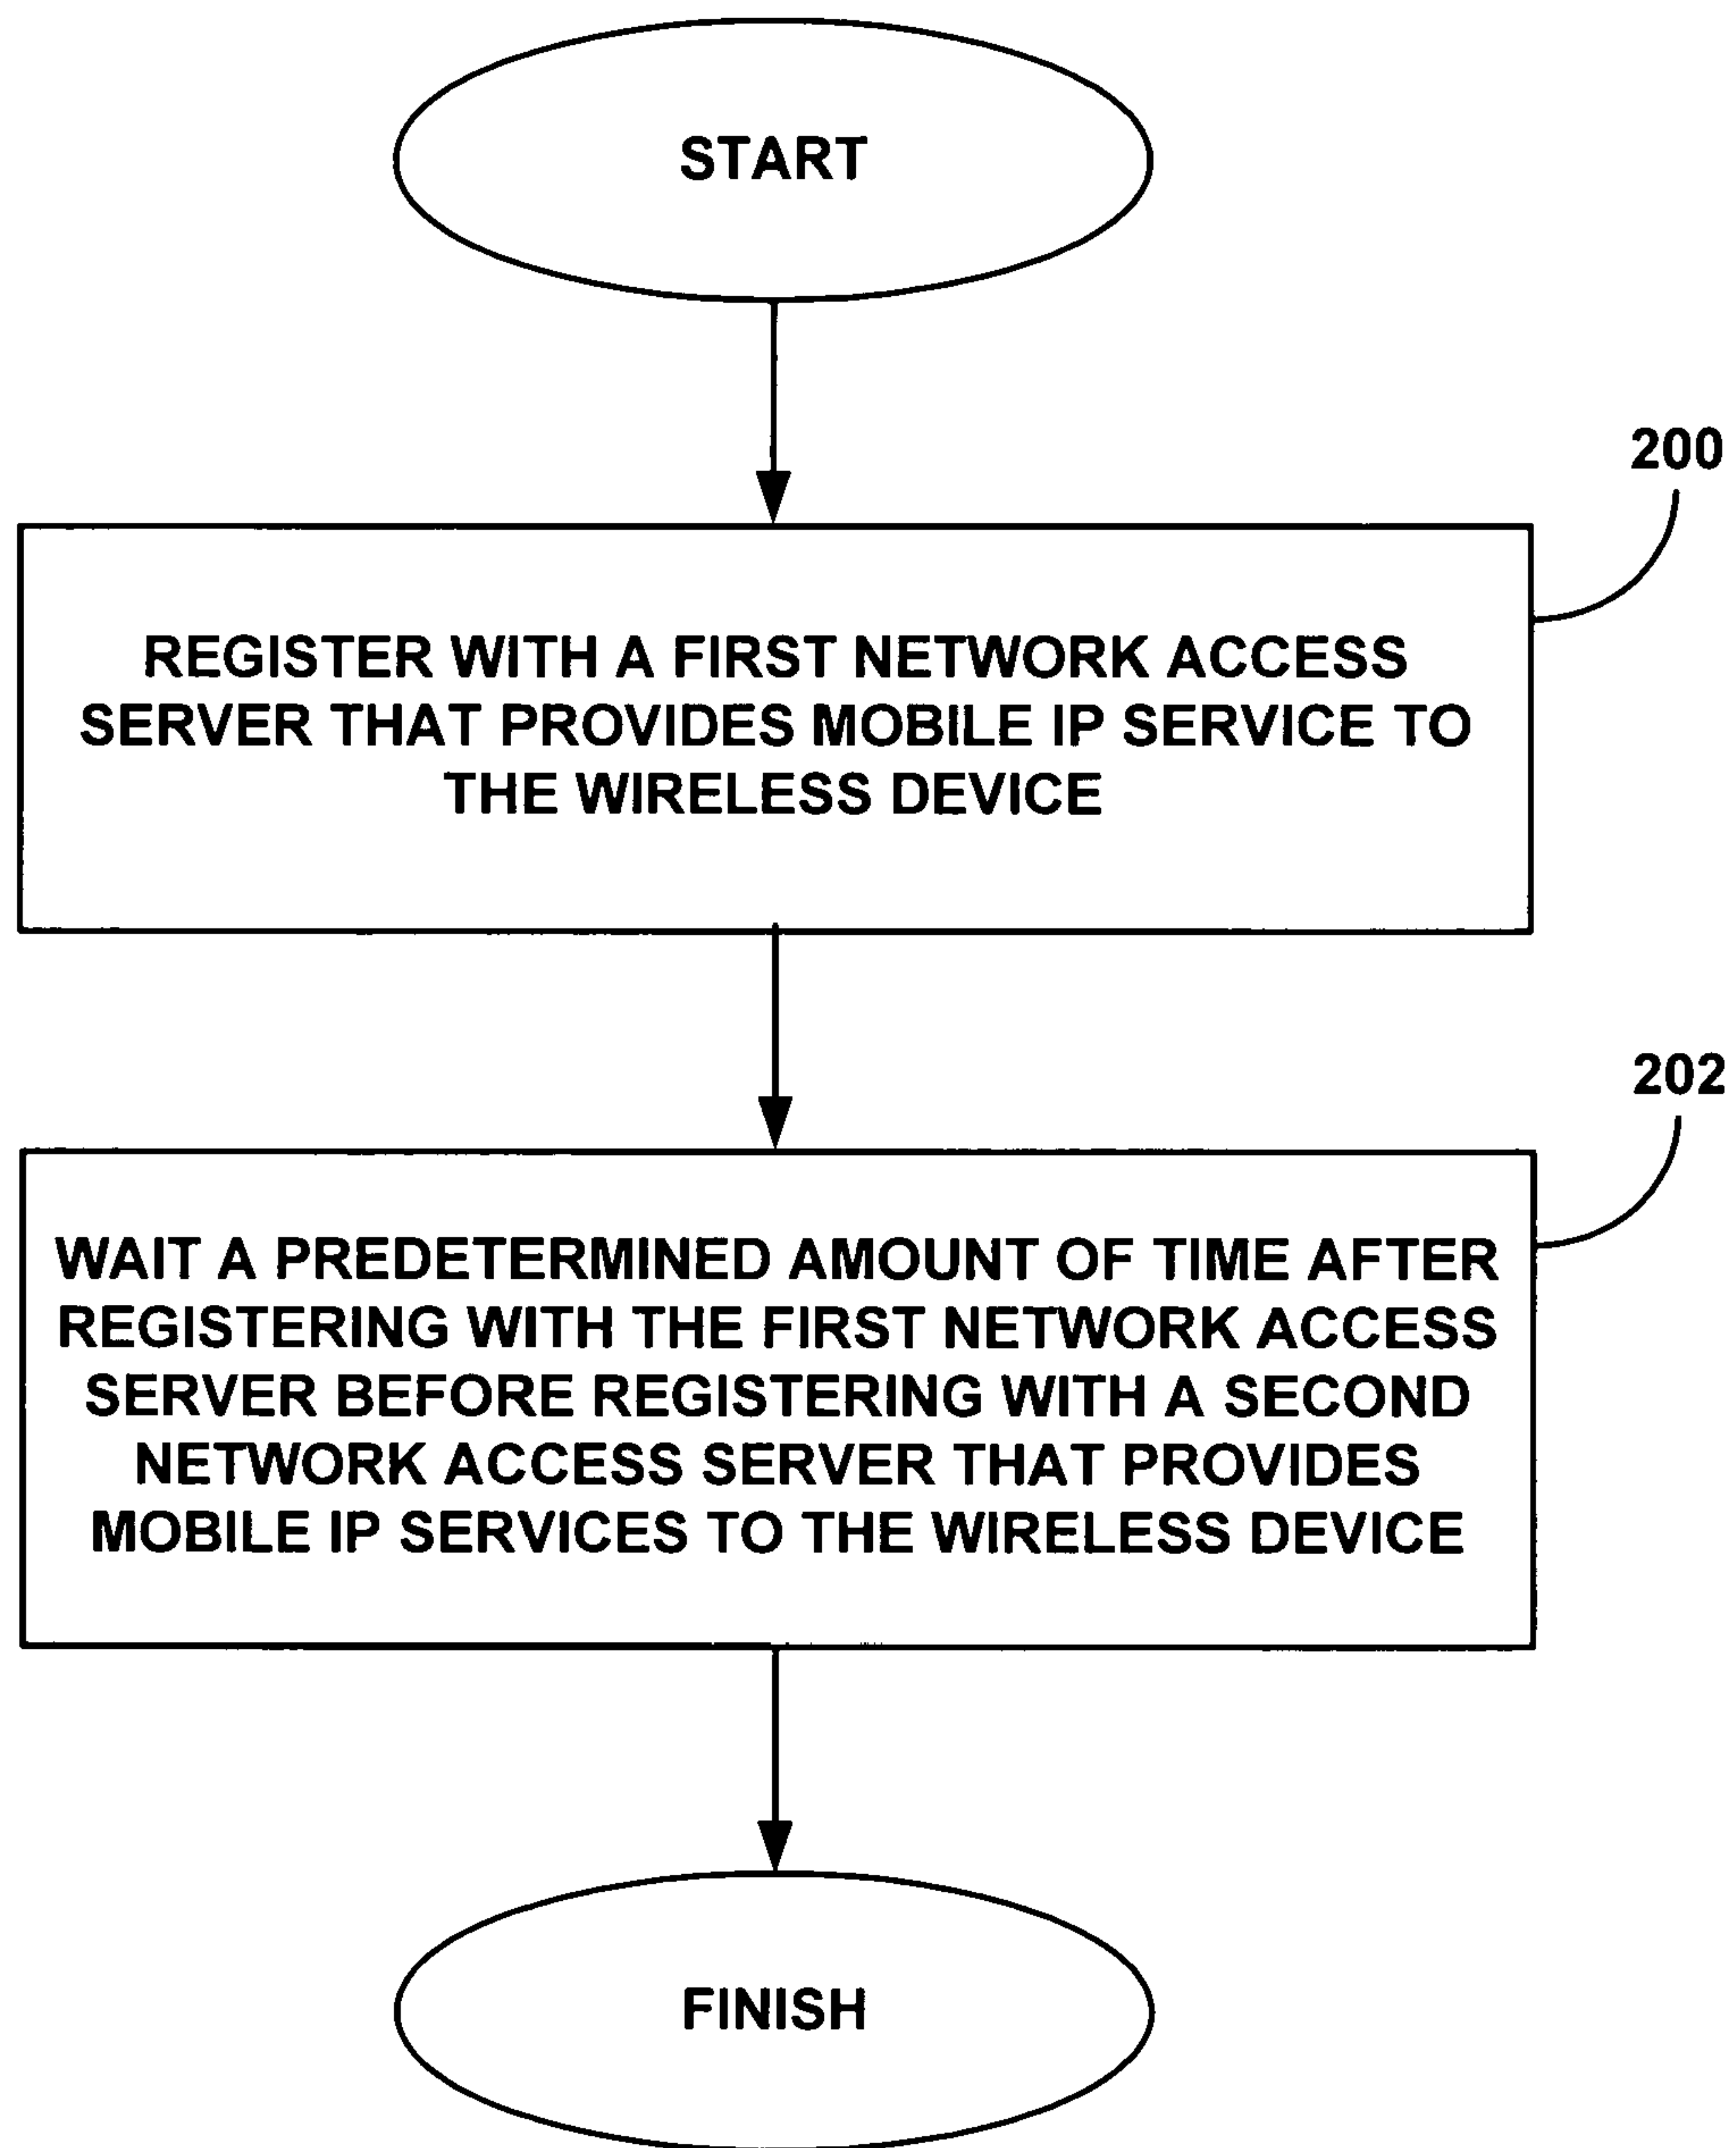 START
200
REGISTER WITH A FIRST NETWORK ACCESS
SERVER THAT PROVIDES MOBILE IP SERVICE TO
THE WIRELESS DEVICE
202
WAIT A PREDETERMINED AMOUNT OF TIME AFTER
REGISTERING WITH THE FIRST NETWORK ACCESS
SERVER BEFORE REGISTERING WITH A SECOND
NETWORK ACCESS SERVER THAT PROVIDES
MOBILE IP SERVICES TO THE WIRELESS DEVICE
FINISH